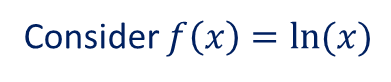 Consider f(x) = ln(x)